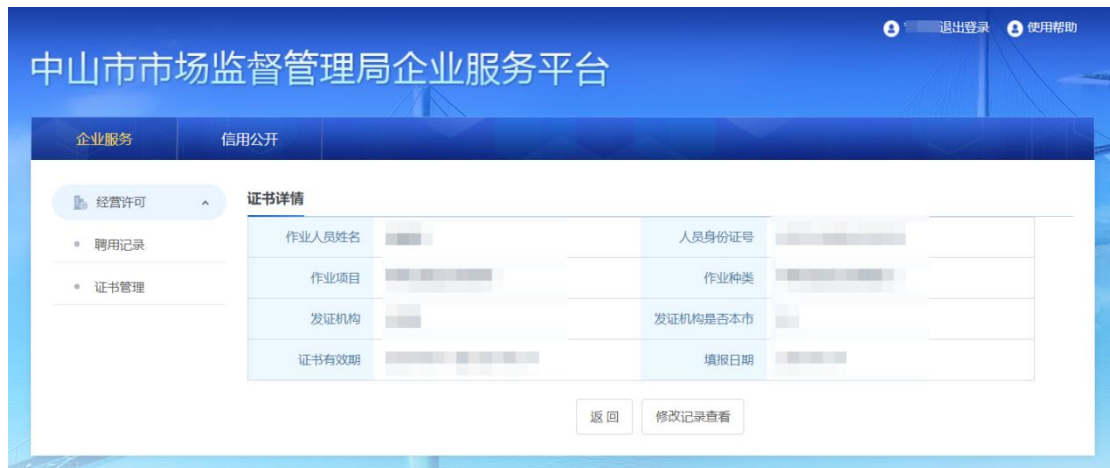 退出登录 使用帮助
中山市市场监督管理局企业服务平台
企业服务 信用公开
经营许可 证书详情
作业人员姓名 人员身份证号
聘用记录
作业项目 作业种类
证书管理
发证机构 发证机构是否本市
证书有效期 填报日期
返回 修改记录查看